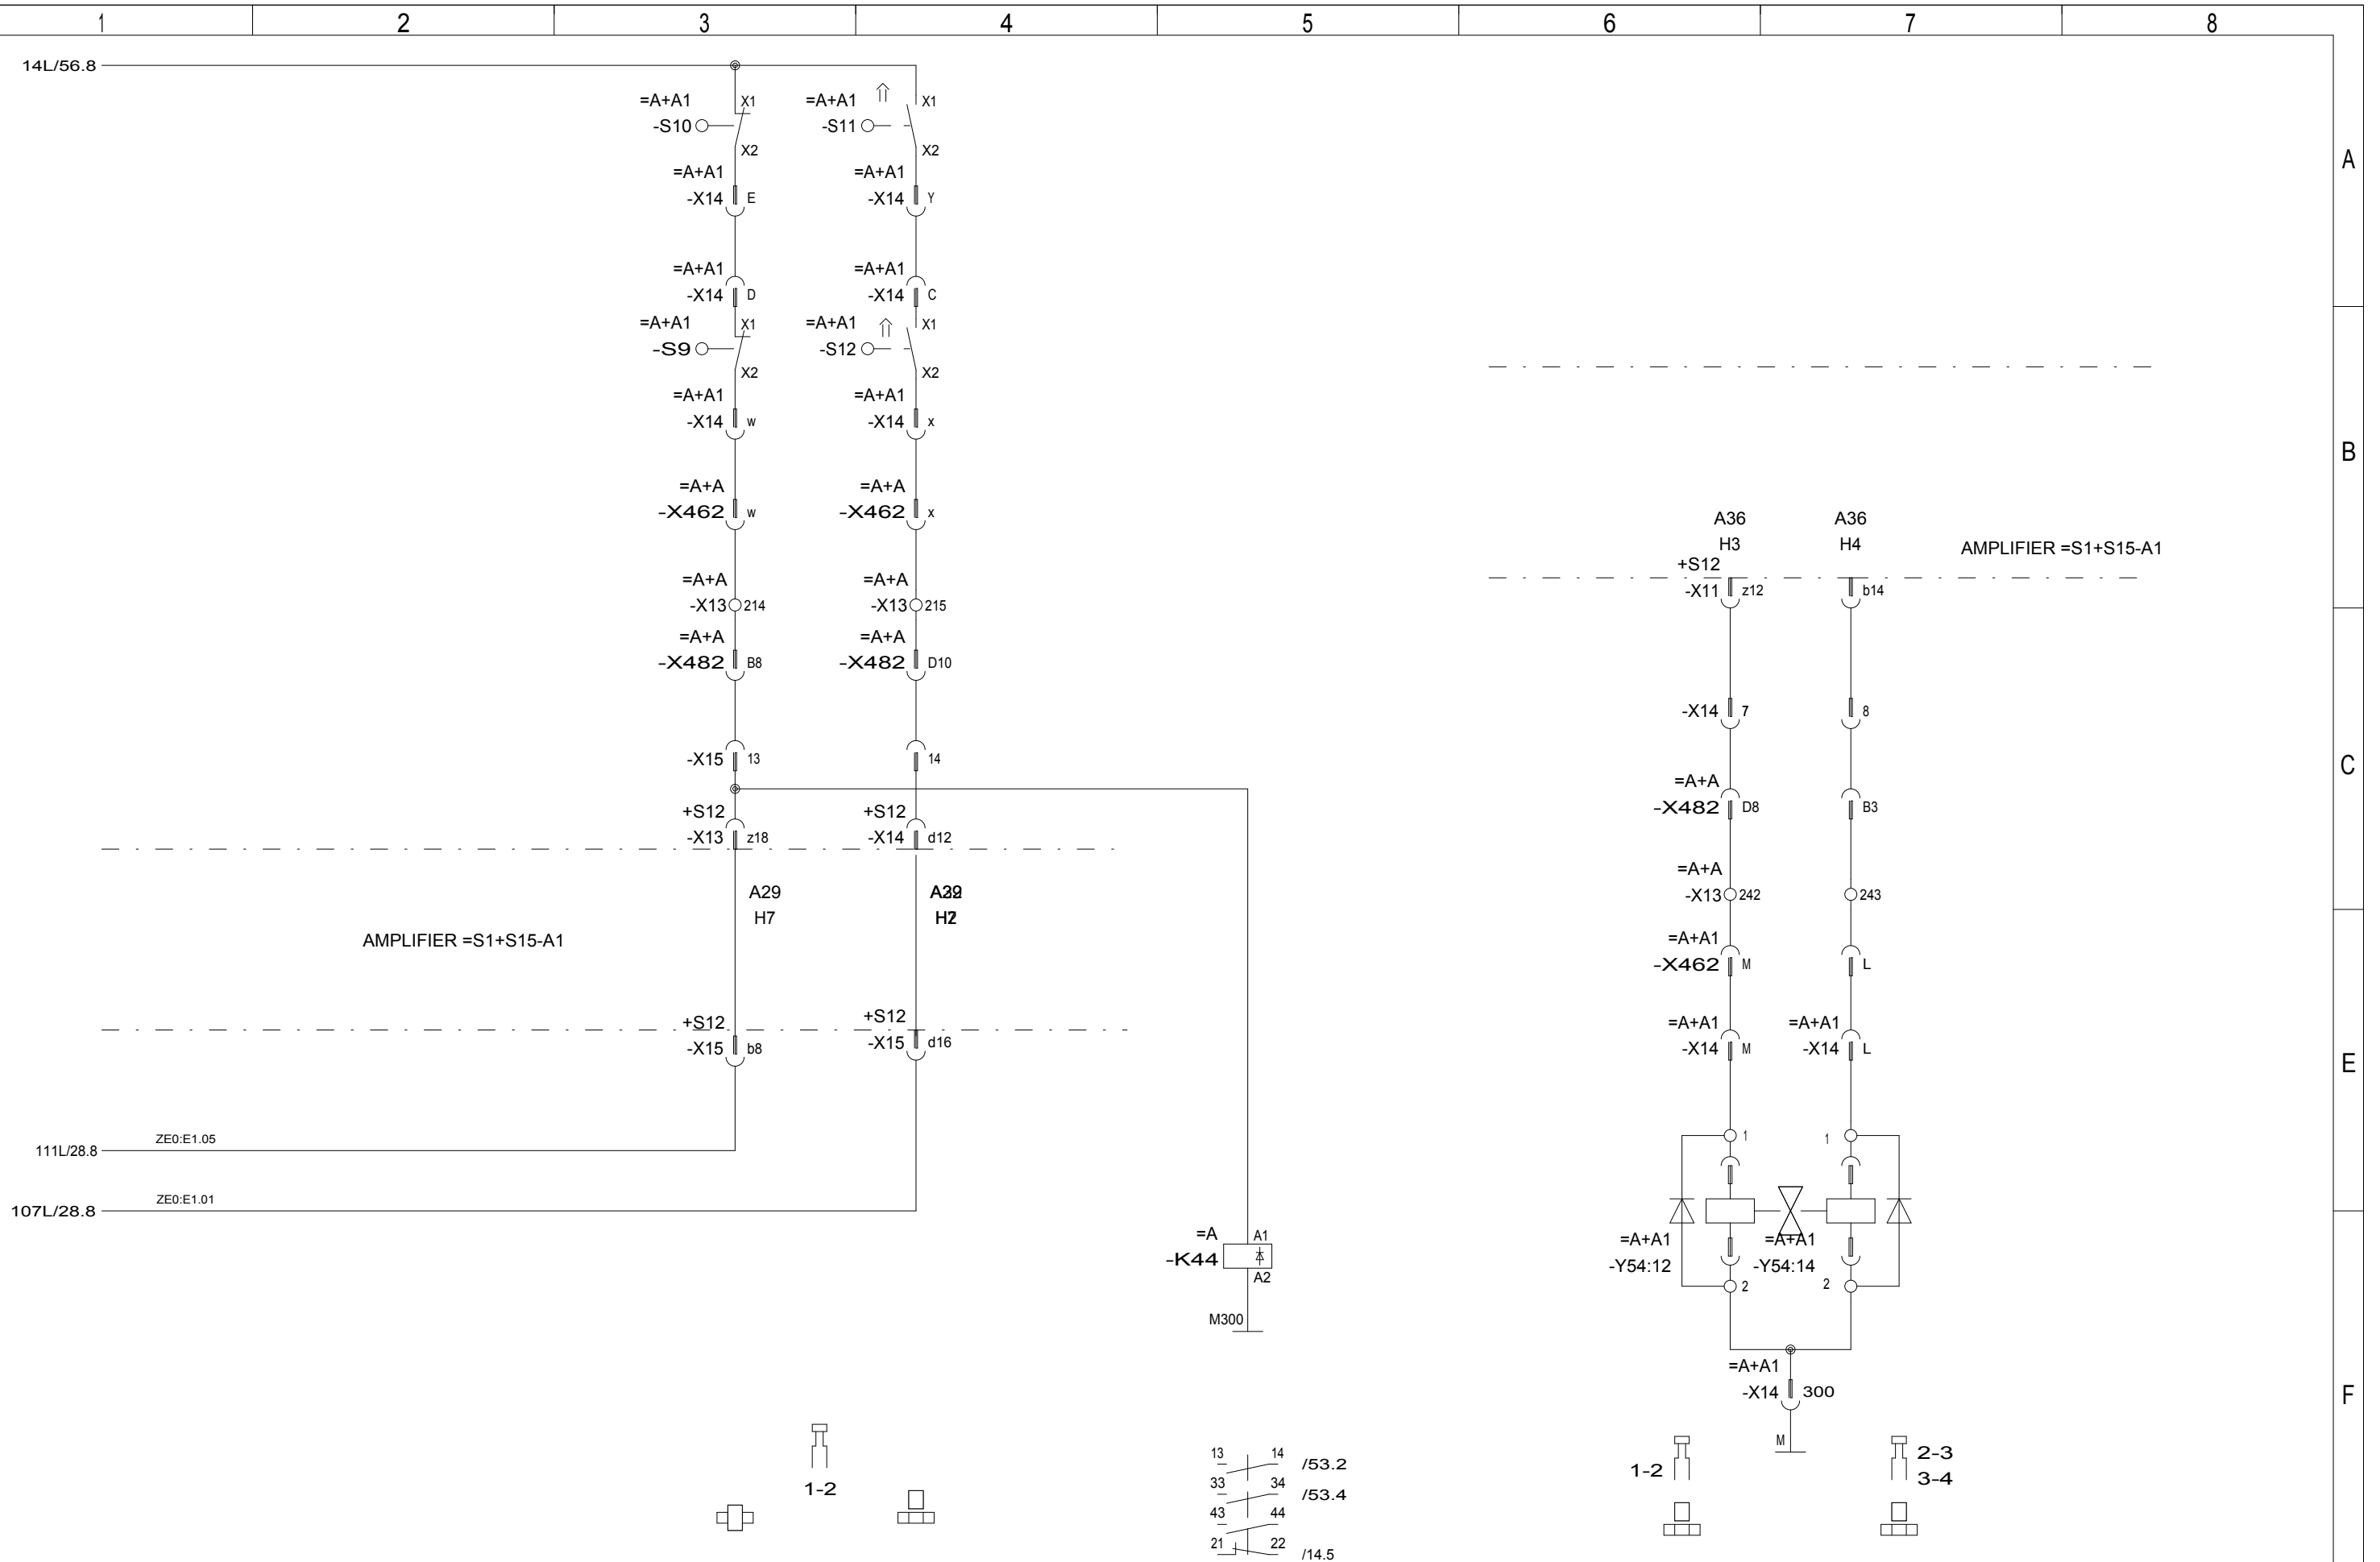 1 2 3 4 5 6 7 8
14L/56.8
=A+A1 X1 =A+A1 X1
-S10 -S11
X2 X2
A
=A+A1 =A+A1
-X14 E -X14 Y
=A+A1 =A+A1
-X14 D -X14 C
=A+A1 X1 =A+A1 X1
-S9 -S12
X2 X2
=A+A1 =A+A1
-X14 w -X14 x
B
=A+A =A+A
-X462 w -X462 x
A36 A36
H3 H4
AMPLIFIER =S1+S15-A1
+S12
-X11 z12 b14
=A+A =A+A
-X13 214 -X13 215
=A+A =A+A
-X482 B8 -X482 D10
-X14 7 8
-X15 13 14
C
=A+A
-X482 D8 B3
+S12 +S12
-X13 z18 -X14 d12
=A+A
-X13 242 243
A29
H7
AMPLIFIER =S1+S15-A1
=A+A1
-X462 M L
+S12 +S12
-X15 b8 -X15 d16
=A+A1 =A+A1
-X14 M -X14 L
E
1 1
ZE0:E1.05
111L/28.8
ZE0:E1.01
107L/28.8
=A A1
-K44
A2
=A+A1 =A+A1
-Y54:12 -Y54:14
2 2
M300
=A+A1
-X14 300
F
M
1-2
13 14 /53.2
33 34 /53.4
43 44
21 22 /14.5
1-2
2-3
3-4